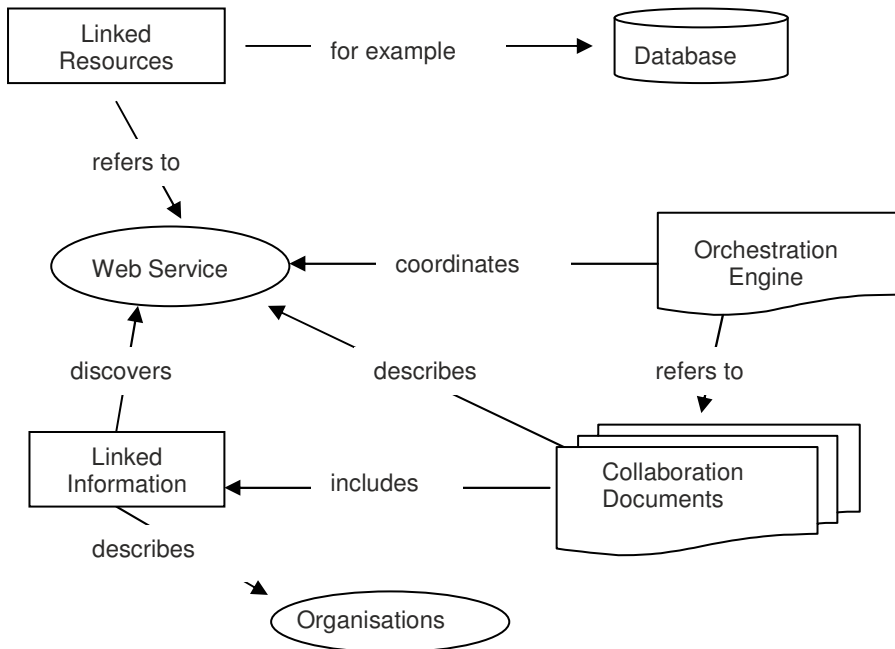 Linked
Resources
for example
Database
refers to
Web Service
coordinates
Orchestration
Engine
discovers
describes
refers to
Linked
Information
includes
Collaboration
Documents
describes
Organisations